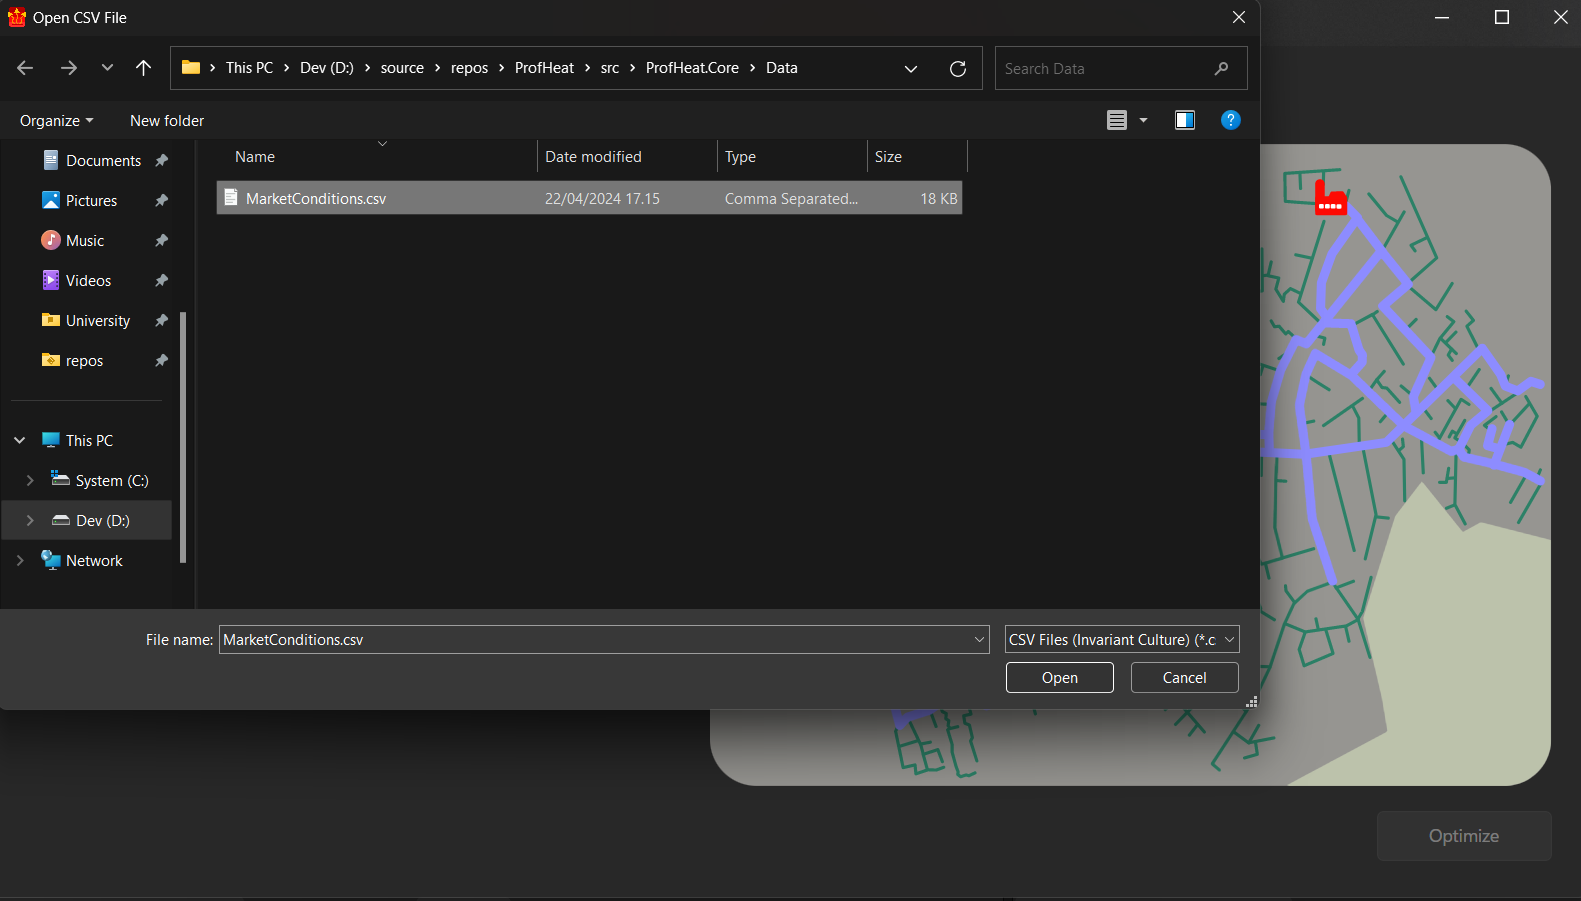 Open CSV File
This PC > Dev (D:) > source > repos > ProfHeat > src > ProfHeat.Core > Data
Search Data
Organize
New folder
?
Name
Date modified
Type
Size
MarketConditions.csv
22/04/2024 17.15
Comma Separated...
18 KB
Documents
Pictures
Music
Videos
University
repos
This PC
System (C:)
Dev (D:)
Network
File name:
MarketConditions.csv
CSV Files (Invariant Culture) (*.c
Open
Cancel
Optimize